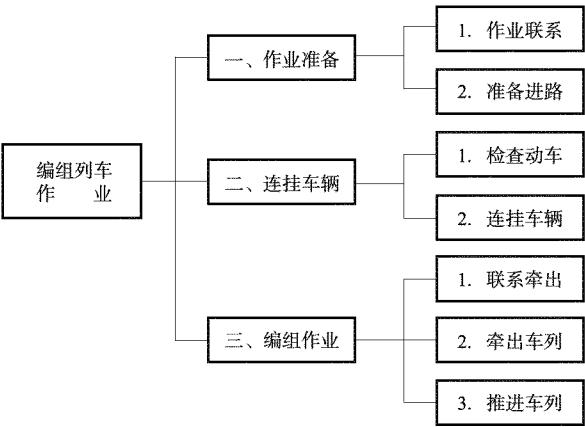 编组列车
作　　业
一、作业准备
1. 作业联系
2. 准备进路
二、连挂车辆
1. 检查动车
2. 连挂车辆
三、编组作业
1. 联系牵出
2. 牵出车列
3. 推进车列